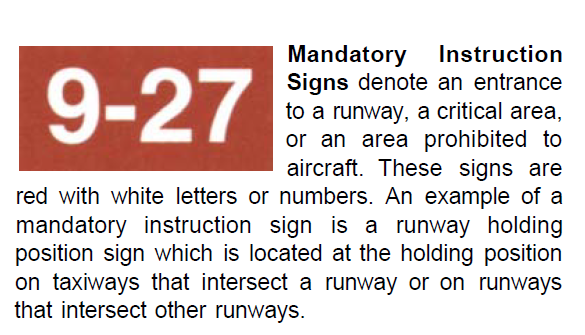 9-27
Mandatory Instruction
Signs denote an entrance
to a runway, a critical area,
or an area prohibited to
aircraft. These signs are
red with white letters or numbers. An example of a
mandatory instruction sign is a runway holding
position sign which is located at the holding position
on taxiways that intersect a runway or on runways
that intersect other runways.